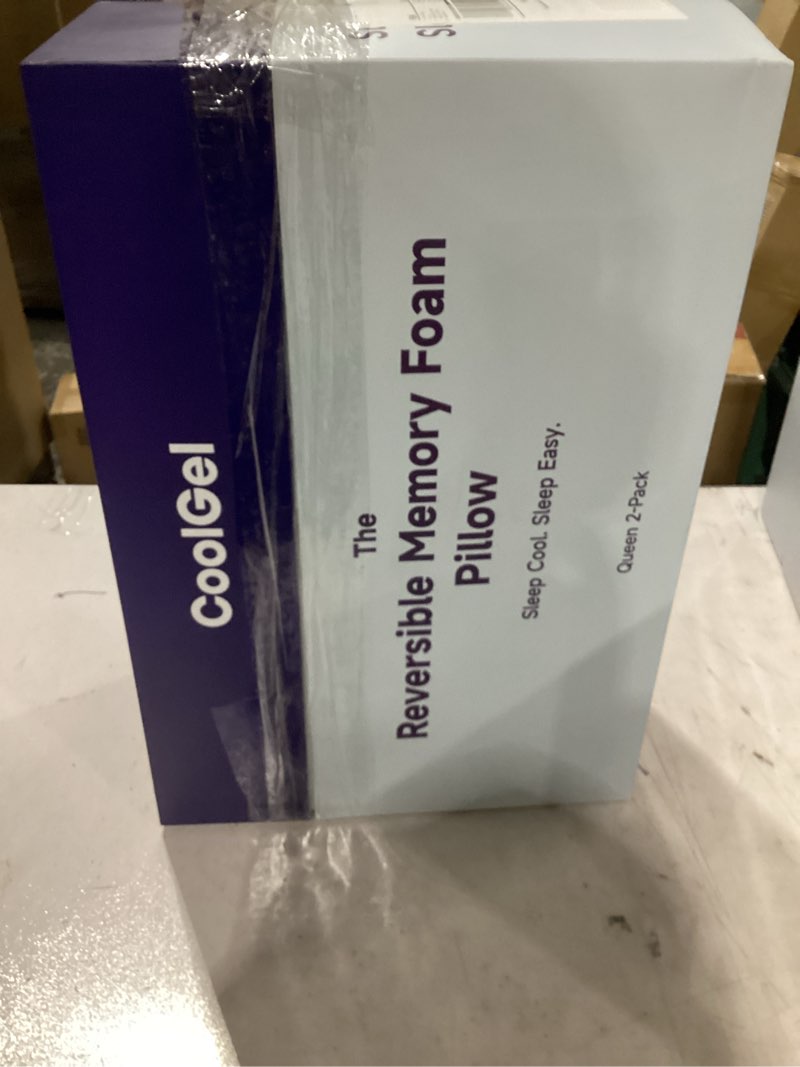 CoolGel
The
Reversible Memory Foam
Pillow
Sleep Cool. Sleep Easy.
Queen 2-Pack